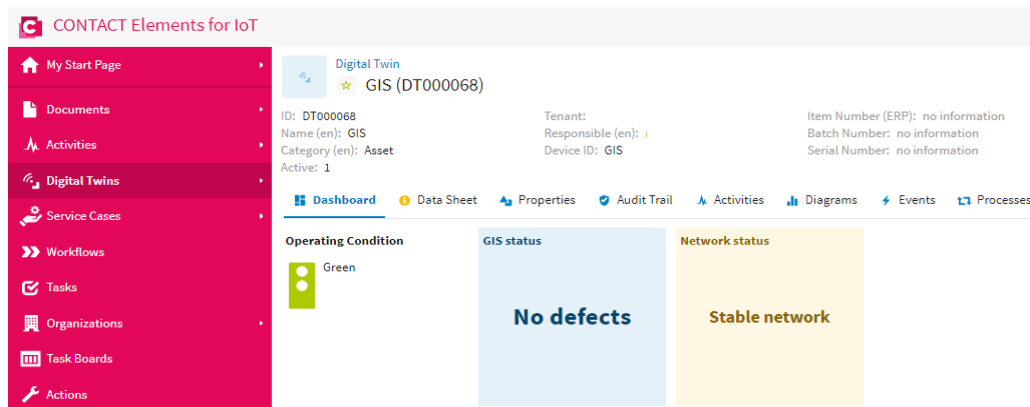 CONTACT Elements for IoT
My Start Page
Documents
Activities
Digital Twins
Service Cases
Workflows
Tasks
Organizations
Task Boards
Actions
Digital Twin
GIS (DT000068)
ID: DT000068
Name (en): GIS
Category (en): Asset
Active: 1
Tenant:
Responsible (en):
Device ID: GIS
Item Number (ERP): no information
Batch Number: no information
Serial Number: no information
Dashboard Data Sheet Properties Audit Trail Activities Diagrams Events Processes
Operating Condition
Green
GIS status
No defects
Network status
Stable network